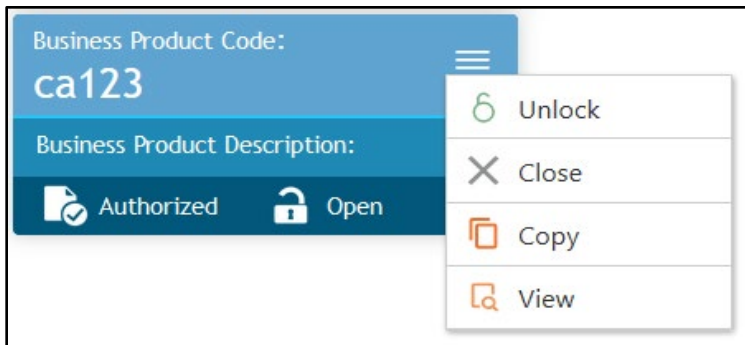 Business Product Code:
ca123
Business Product Description:
Authorized
Open
Unlock
Close
Copy
View